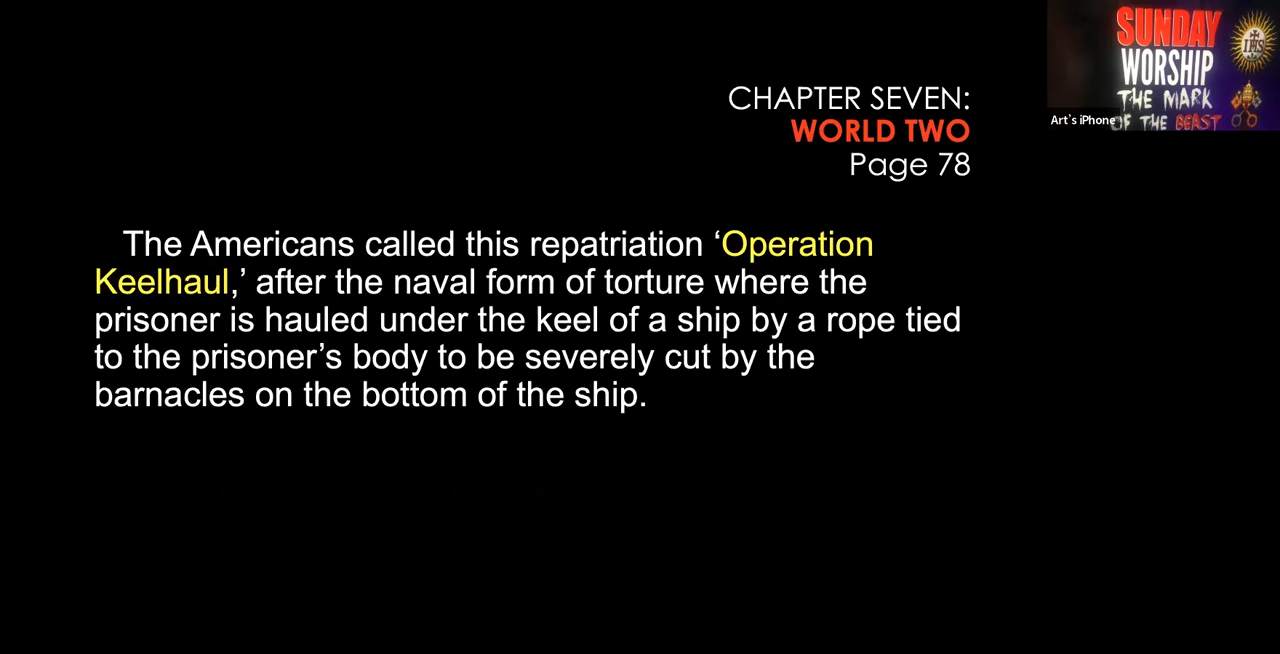 SUNDAY
WORSHIP
THE MARK
OF THE BEAST
IHS
Art's iPhone
CHAPTER SEVEN:
WORLD TWO
Page 78
The Americans called this repatriation ‘Operation
Keelhaul,’ after the naval form of torture where the
prisoner is hauled under the keel of a ship by a rope tied
to the prisoner’s body to be severely cut by the
barnacles on the bottom of the ship.